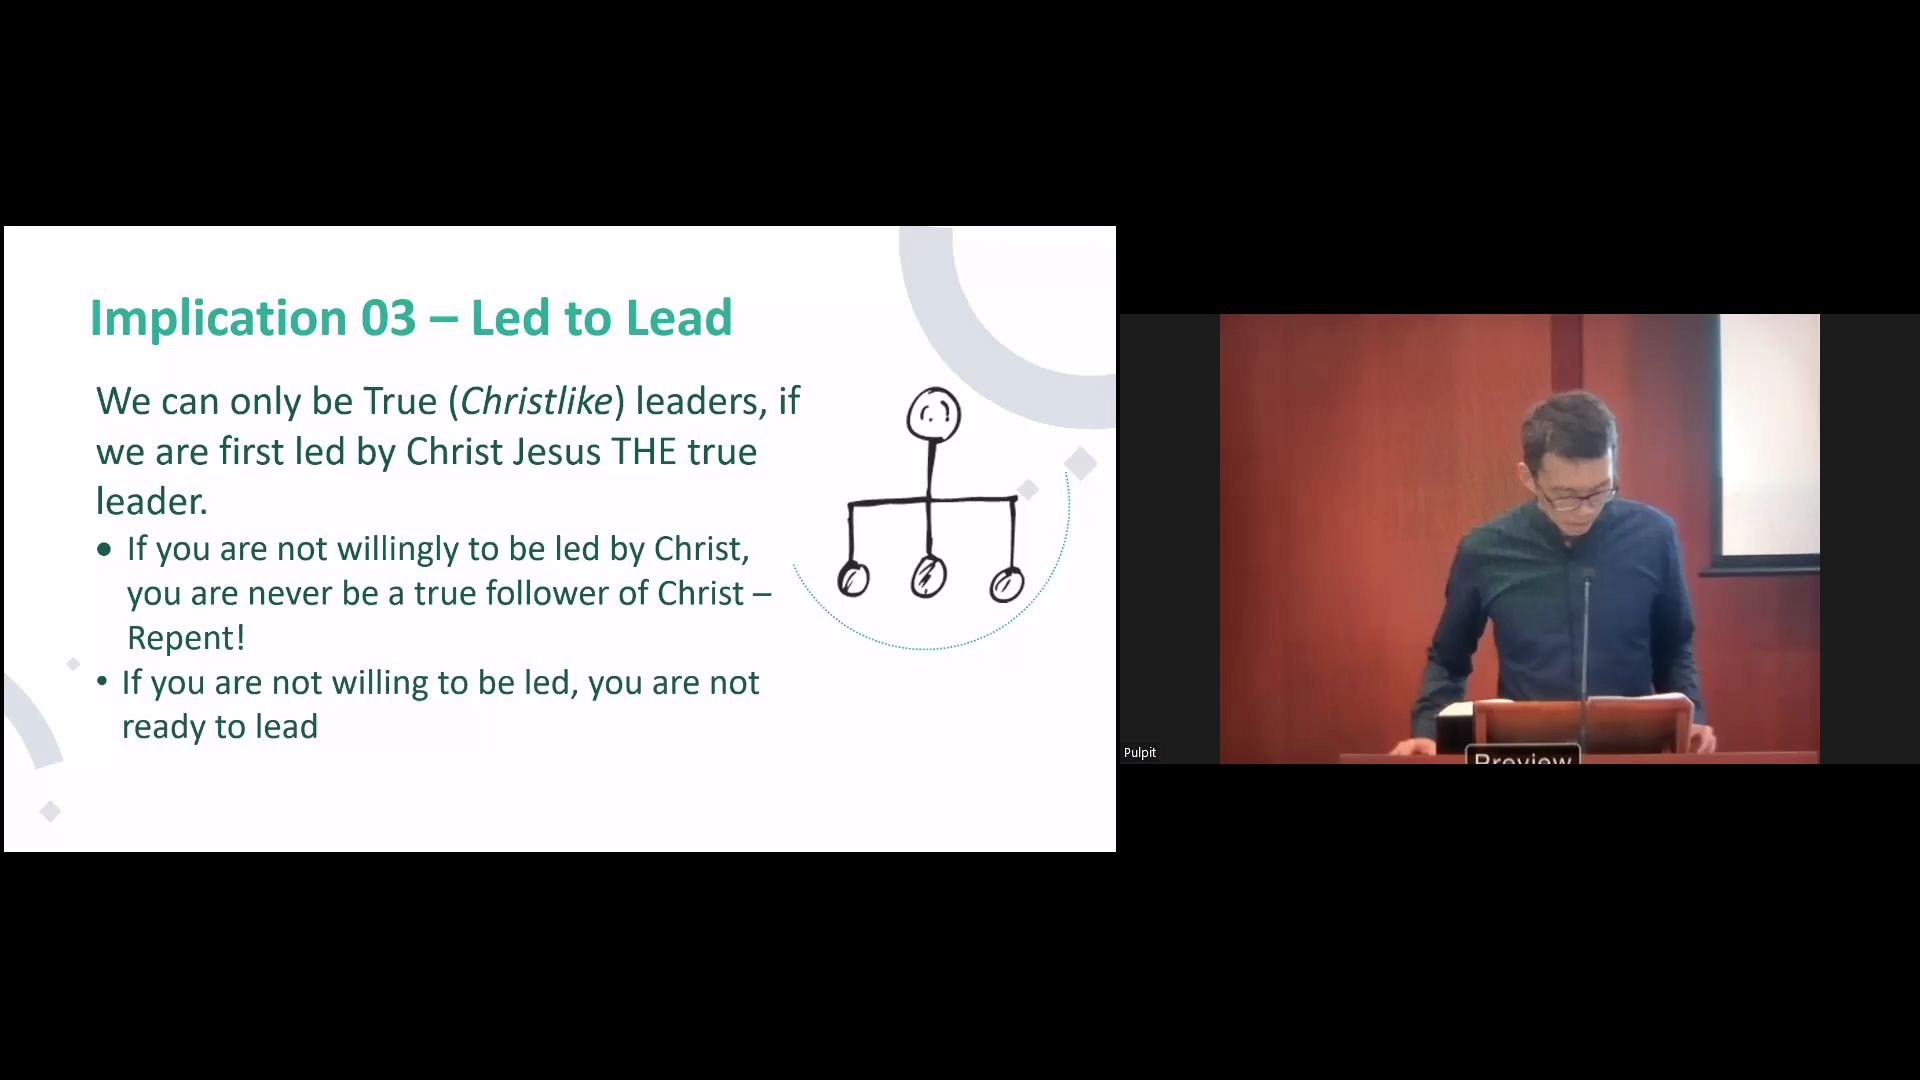 Implication 03 – Led to Lead
We can only be True (Christlike) leaders, if
we are first led by Christ Jesus THE true
leader.
• If you are not willingly to be led by Christ,
you are never be a true follower of Christ –
Repent!
• If you are not willing to be led, you are not
ready to lead
Pulpit
Preview